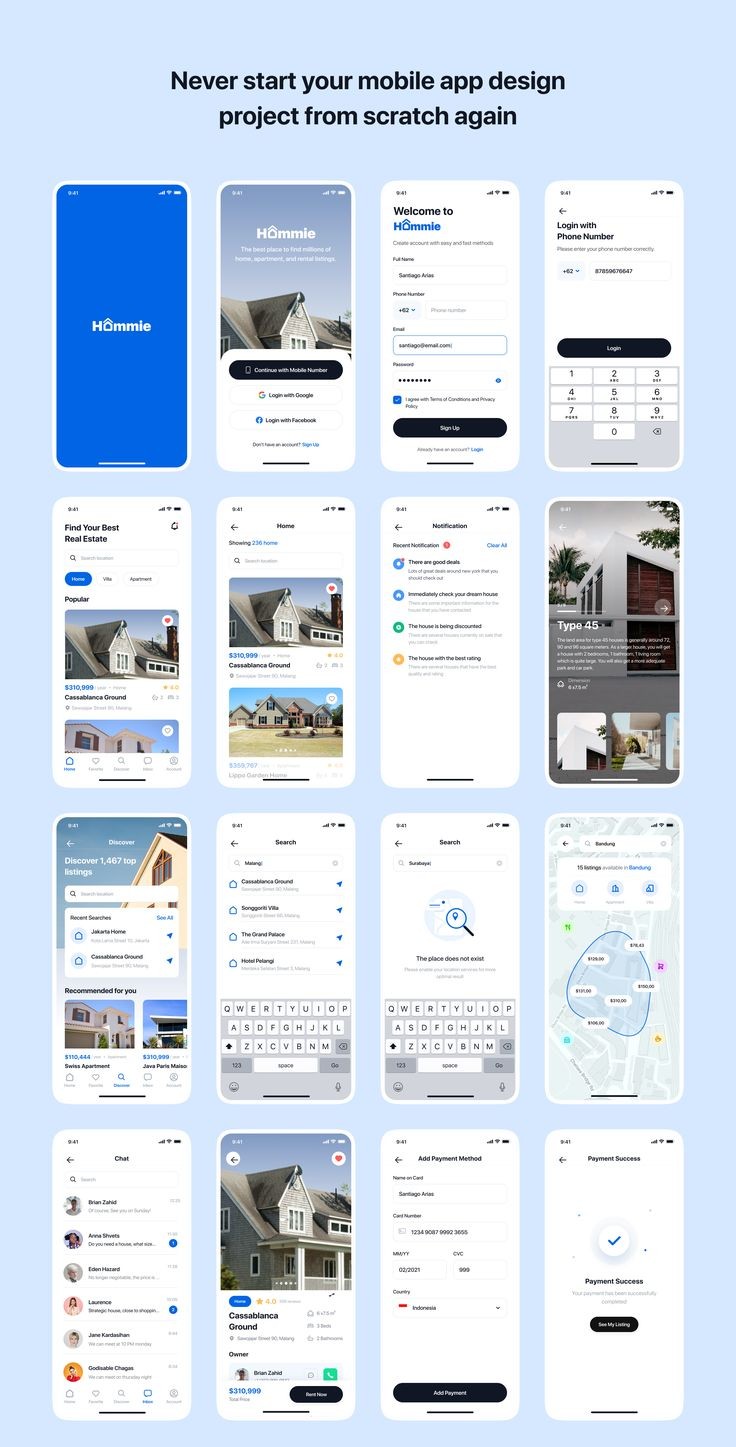 Never start your mobile app design
project from scratch again
9:41
Hommie
9:41
Hommie
The best place to find millions of
home, apartment, and rental listings.
Continue with Mobile Number
Login with Google
Login with Facebook
Don't have an account? Sign Up
9:41
Welcome to
Hommie
Create account with easy and fast methods
Full Name
Santiago Arias
Phone Number
+62
Phone number
Email
santiago@email.com
Password
I agree with Terms of Conditions and Privacy
Policy
Sign Up
Already have an account? Login
9:41
Login with
Phone Number
Please enter your phone number correctly.
+62
87859676647
Login
1 2 3
ABC DEF
4 5 6
GHI JKL MNO
7 8 9
PQRS TUV WXYZ
0
9:41
Find Your Best
Real Estate
Search location
Home Villa Apartment
Popular
$310,999 / year • Home 4.0
Cassablanca Ground 2 3
Sawojajar Street 90, Malang
Home Favorite Discover Inbox Account
9:41
Home
Showing 236 home
Search location
$310,999 / year • Home 4.0
Cassablanca Ground 2 3
Sawojajar Street 90, Malang
$359,767
Lippo Garden Home
9:41
Notification
Recent Notification Clear All
There are good deals
Lots of great deals around new york that you
should check out
Immediately check your dream house
There are some important information for the
house that you have contacted
The house is being discounted
There are several houses currently on sale that
you can check
The house with the best rating
There are several houses that have the best
quality and rating
9:41
Type 45
The land area for type 45 houses is generally around 72,
90 and 96 square meters. As a larger house, you will get
a house with 2 bedrooms, 1 bathroom, 1 living room
which is quite large. You will also get a more adequate
park and car park.
Dimension
6 x7.5 m²
9:41
Discover
Discover 1,467 top
listings
Search location
Recent Searches See All
Jakarta Home
Kota Lama Street 70, Jakarta
Cassablanca Ground
Sawojajar Street 90, Malang
Recommended for you
$110,444 / year • Apartment
Swiss Apartment
$310,999 / year
Java Paris Maiso
Home Favorite Discover Inbox Account
9:41
Search
Malang
Cassablanca Ground
Sawojajar Street 90, Malang
Songgoriti Villa
Songgoriti Street 60, Malang
The Grand Palace
Ade Irma Suryani Street 231, Malang
Hotel Pelangi
Merdeka Selatan Street 3, Malang
Q W E R T Y U I O P
A S D F G H J K L
Z X C V B N M
123 space Go
9:41
Search
Surabaya
The place does not exist
Please enable your location services for more
optimal result
Q W E R T Y U I O P
A S D F G H J K L
Z X C V B N M
123 space Go
9:41
Bandung
15 listings available in Bandung
Home Apartment Villa
$78,43
$129,00
$150,00
$131,00
$310,00
$106,00
9:41
Chat
Search
Brian Zahid
Of course, See you on Sunday!
Anna Shvets
Do you need a house, what size...
1
Eden Hazard
No longer negotiable, the price is ...
Laurence
Strategic house, close to shoppin...
2
Jane Kardasihan
We can meet at 10 PM monday
Godisable Chagas
We can meet on thursday night
Home Favorite Discover Inbox Account
9:41
Home 4.0
Cassablanca
Ground
Sawojajar Street 90, Malang
6 x7.5 m²
3 Beds
2 Bathrooms
Owner
Brian Zahid
$310,999
Total Price
Rent Now
9:41
Add Payment Method
Name on Card
Santiago Arias
Card Number
1234 9087 9992 3655
MM/YY CVC
02/2021 999
Country
Indonesia
Add Payment
9:41
Payment Success
Payment Success
Your payment has been successfully
completed
See My Listing